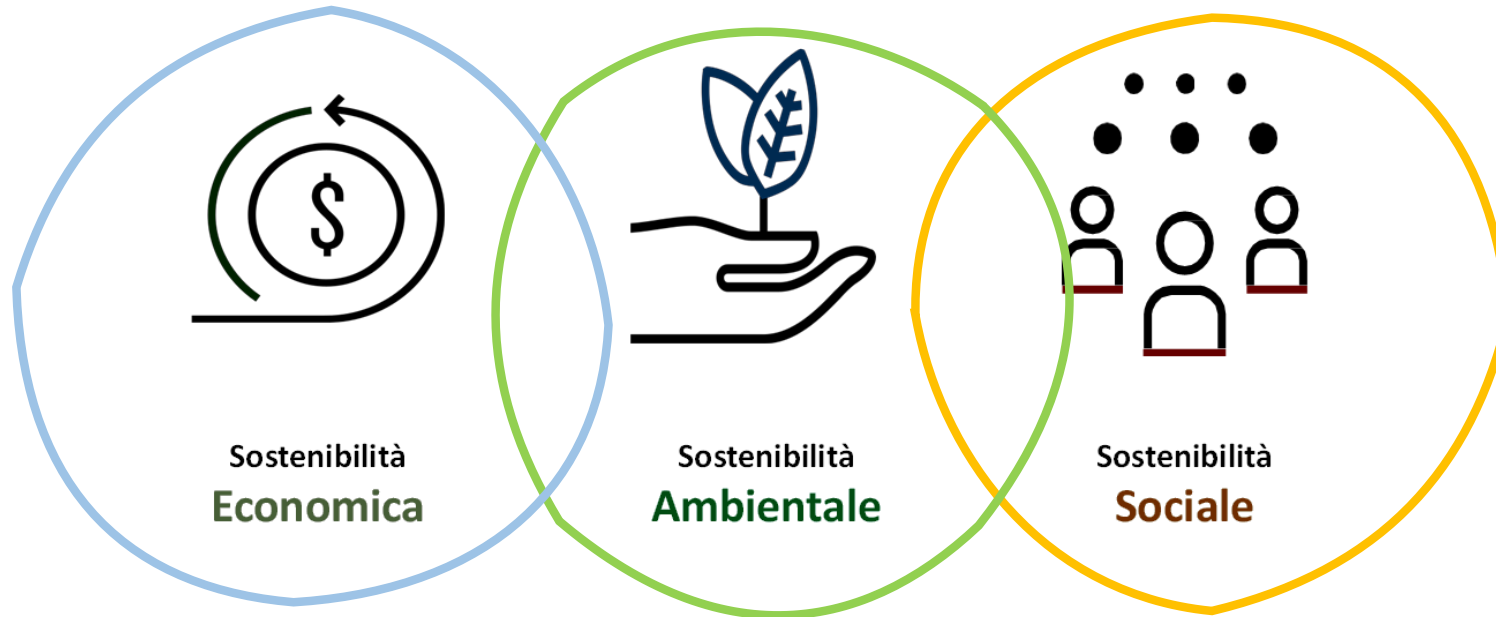 $
Sostenibilità
Economica
Sostenibilità
Ambientale
Sostenibilità
Sociale